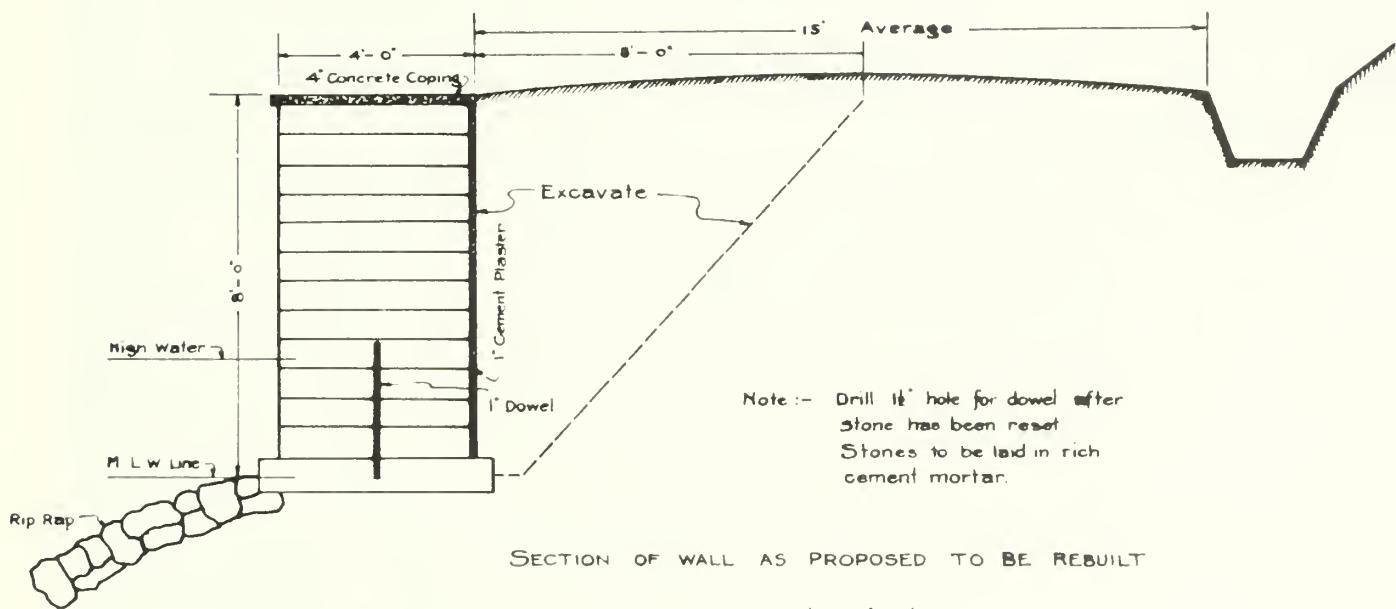 15' Average
4'-0" 8'-0"
4" Concrete Coping
Excavate
8'-0"
1" Cement Plaster
High Water
1" Dowel
Note :- Drill 1½" hole for dowel after
stone has been reset
Stones to be laid in rich
cement mortar.
M L W Line
Rip Rap
SECTION OF WALL AS PROPOSED TO BE REBUILT